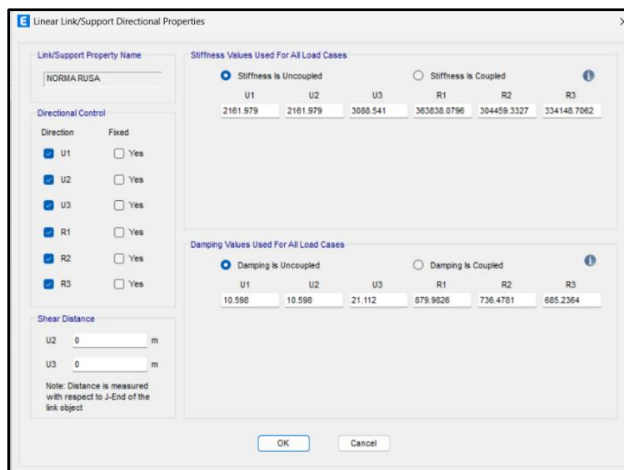 E Linear Link/Support Directional Properties
Link/Support Property Name
NORMA RUSA
Directional Control
Direction Fixed
U1 Yes
U2 Yes
U3 Yes
R1 Yes
R2 Yes
R3 Yes
Shear Distance
U2 0 m
U3 0 m
Note: Distance is measured
with respect to J-End of the
link object
Stiffness Values Used For All Load Cases
Stiffness Is Uncoupled Stiffness Is Coupled
U1 U2 U3 R1 R2 R3
2161.979 2161.979 3088.541 363838.0796 304459.3327 334148.7062
Damping Values Used For All Load Cases
Damping Is Uncoupled Damping Is Coupled
U1 U2 U3 R1 R2 R3
10.598 10.598 21.112 879.9826 736.4781 685.2364
OK Cancel